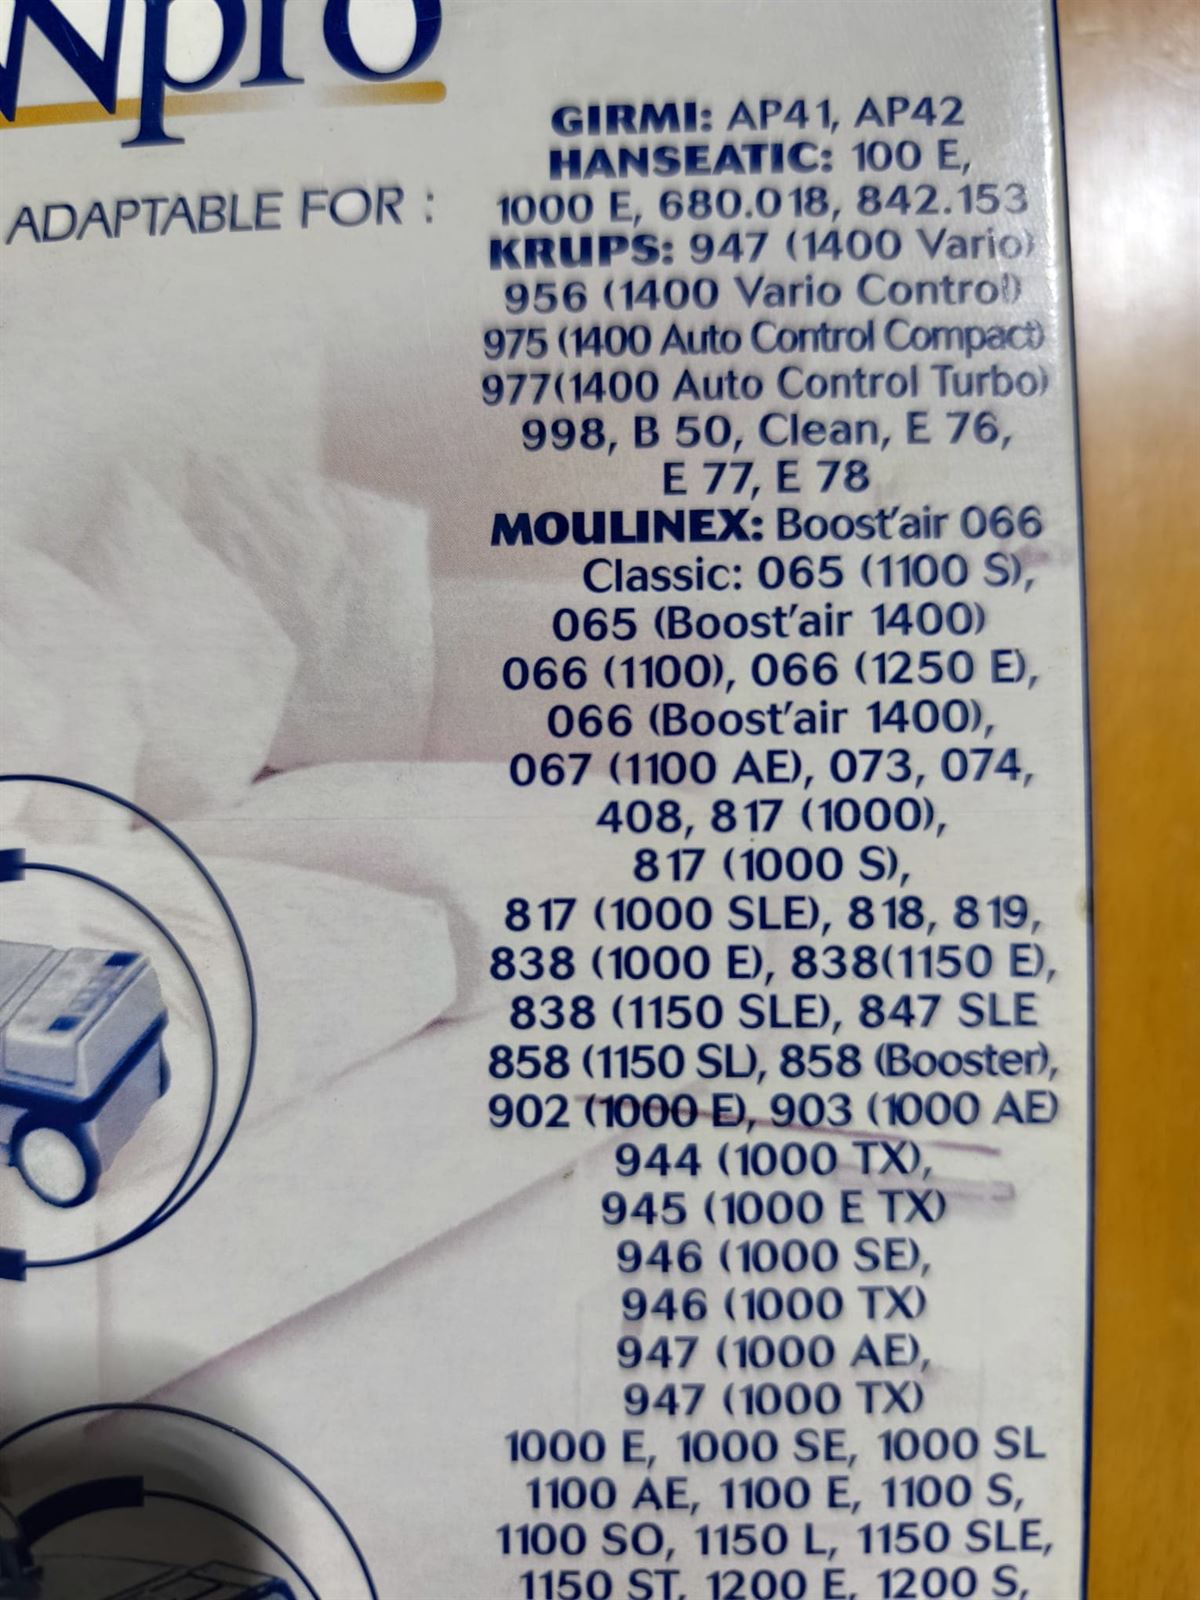 Wpro
ADAPTABLE FOR :
GIRMI: AP41, AP42
HANSEATIC: 100 E,
1000 E, 680.018, 842.153
KRUPS: 947 (1400 Vario)
956 (1400 Vario Control)
975 (1400 Auto Control Compact)
977(1400 Auto Control Turbo)
998, B 50, Clean, E 76,
E 77, E 78
MOULINEX: Boost'air 066
Classic: 065 (1100 S),
065 (Boost'air 1400)
066 (1100), 066 (1250 E),
066 (Boost'air 1400),
067 (1100 AE), 073, 074,
408, 817 (1000),
817 (1000 S),
817 (1000 SLE), 818, 819,
838 (1000 E), 838(1150 E),
838 (1150 SLE), 847 SLE
858 (1150 SL), 858 (Booster),
902 (1000 E), 903 (1000 AE)
944 (1000 TX),
945 (1000 E TX)
946 (1000 SE),
946 (1000 TX)
947 (1000 AE),
947 (1000 TX)
1000 E, 1000 SE, 1000 SL
1100 AE, 1100 E, 1100 S,
1100 SO, 1150 L, 1150 SLE,
1150 ST, 1200 E, 1200 S,